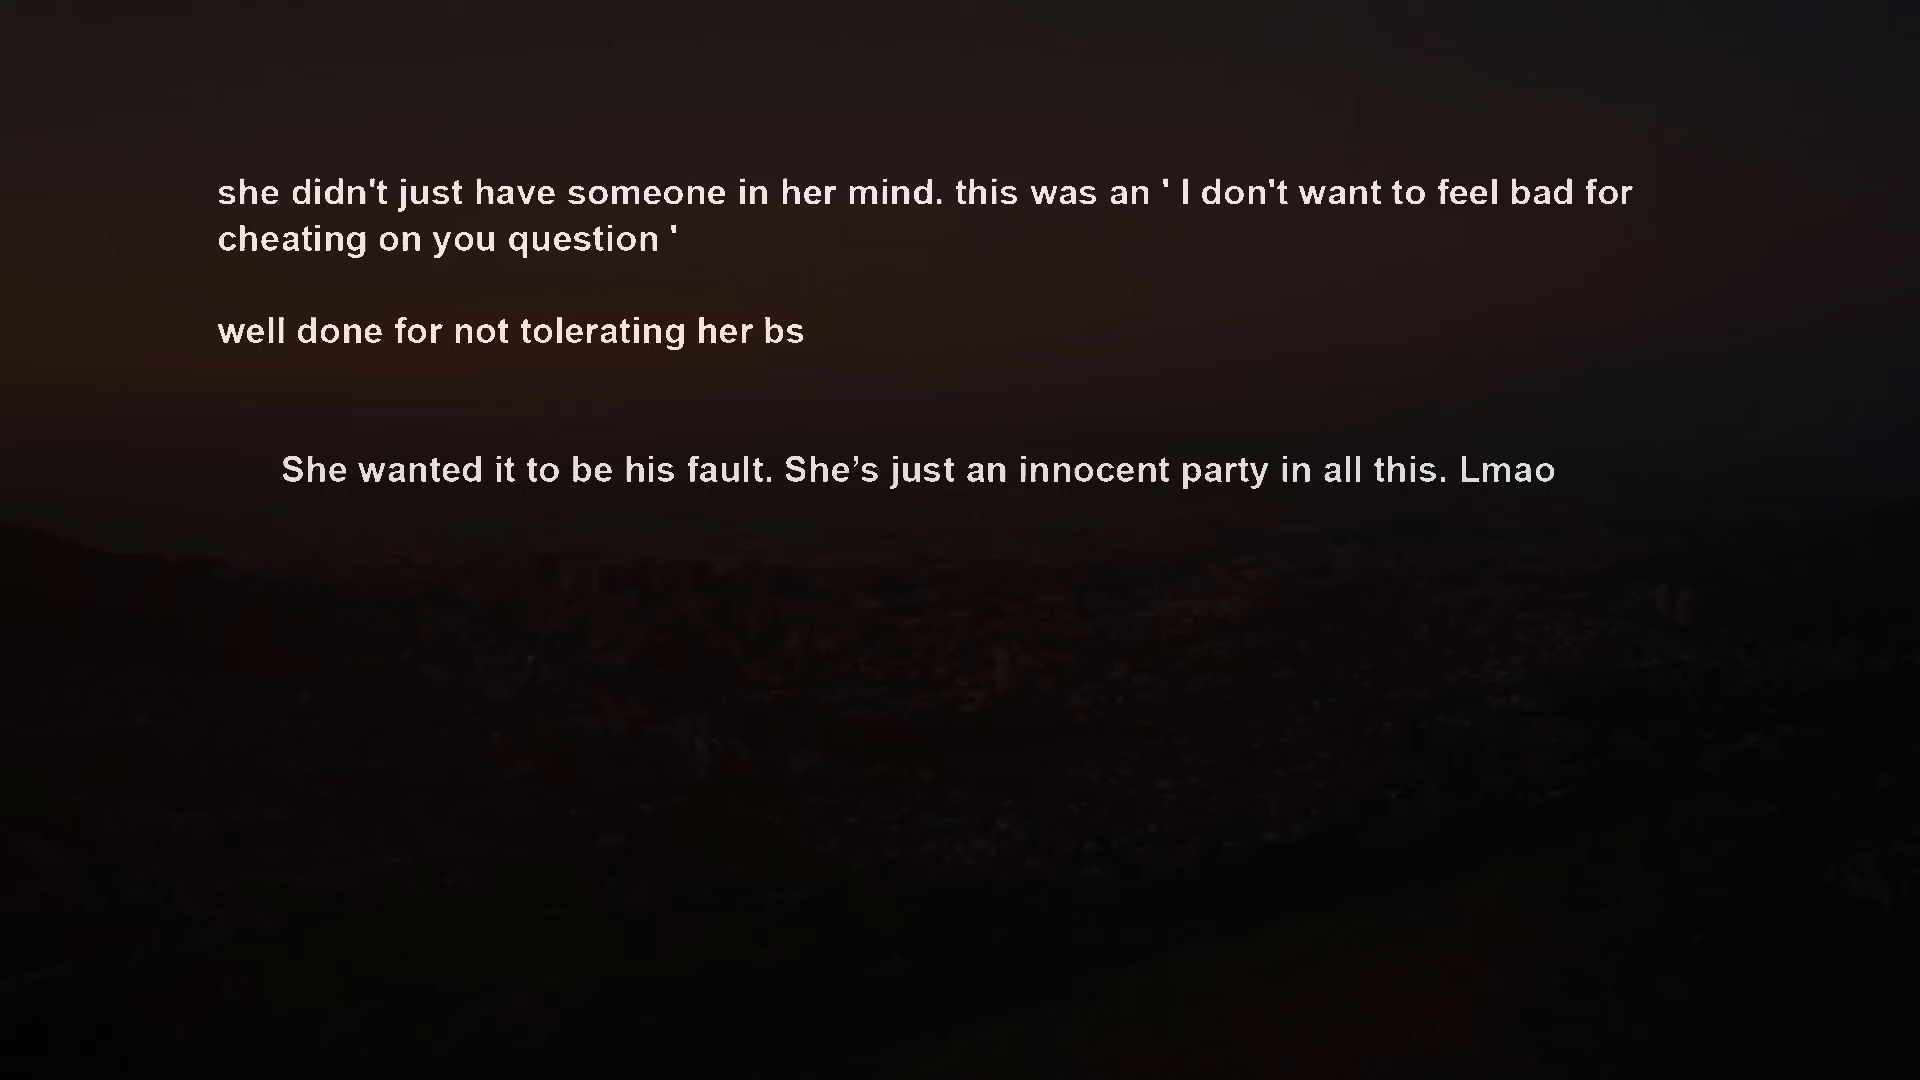 she didn't just have someone in her mind. this was an ' I don't want to feel bad for
cheating on you question '
well done for not tolerating her bs
She wanted it to be his fault. She’s just an innocent party in all this. Lmao